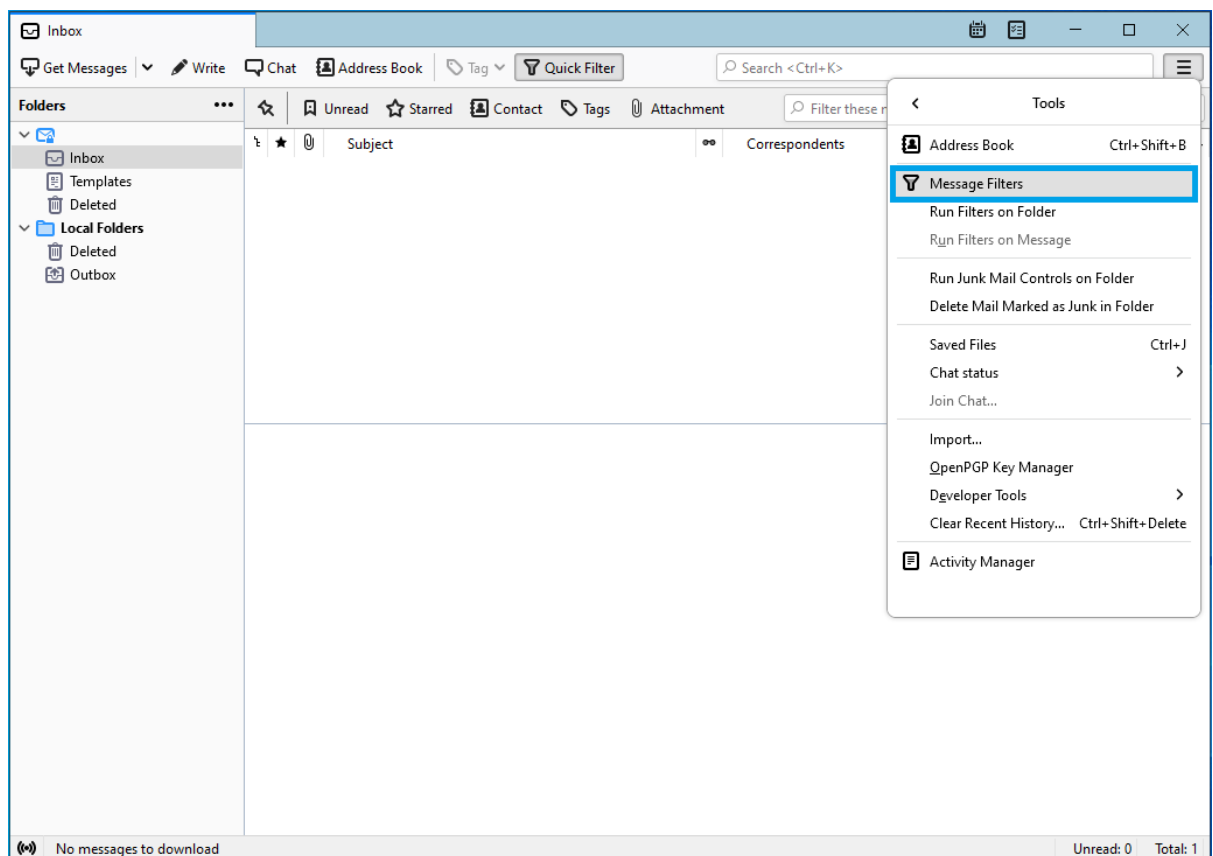 Inbox
Get Messages Write Chat Address Book Tag Quick Filter Search <Ctrl+K>
Folders •••
Unread Starred Contact Tags Attachment Filter these
Subject Correspondents
Inbox
Templates
Deleted
Local Folders
Deleted
Outbox
Tools
Address Book Ctrl+Shift+B
Message Filters
Run Filters on Folder
Run Filters on Message
Run Junk Mail Controls on Folder
Delete Mail Marked as Junk in Folder
Saved Files Ctrl+J
Chat status
Join Chat...
Import...
OpenPGP Key Manager
Developer Tools
Clear Recent History... Ctrl+Shift+Delete
Activity Manager
No messages to download Unread: 0 Total: 1